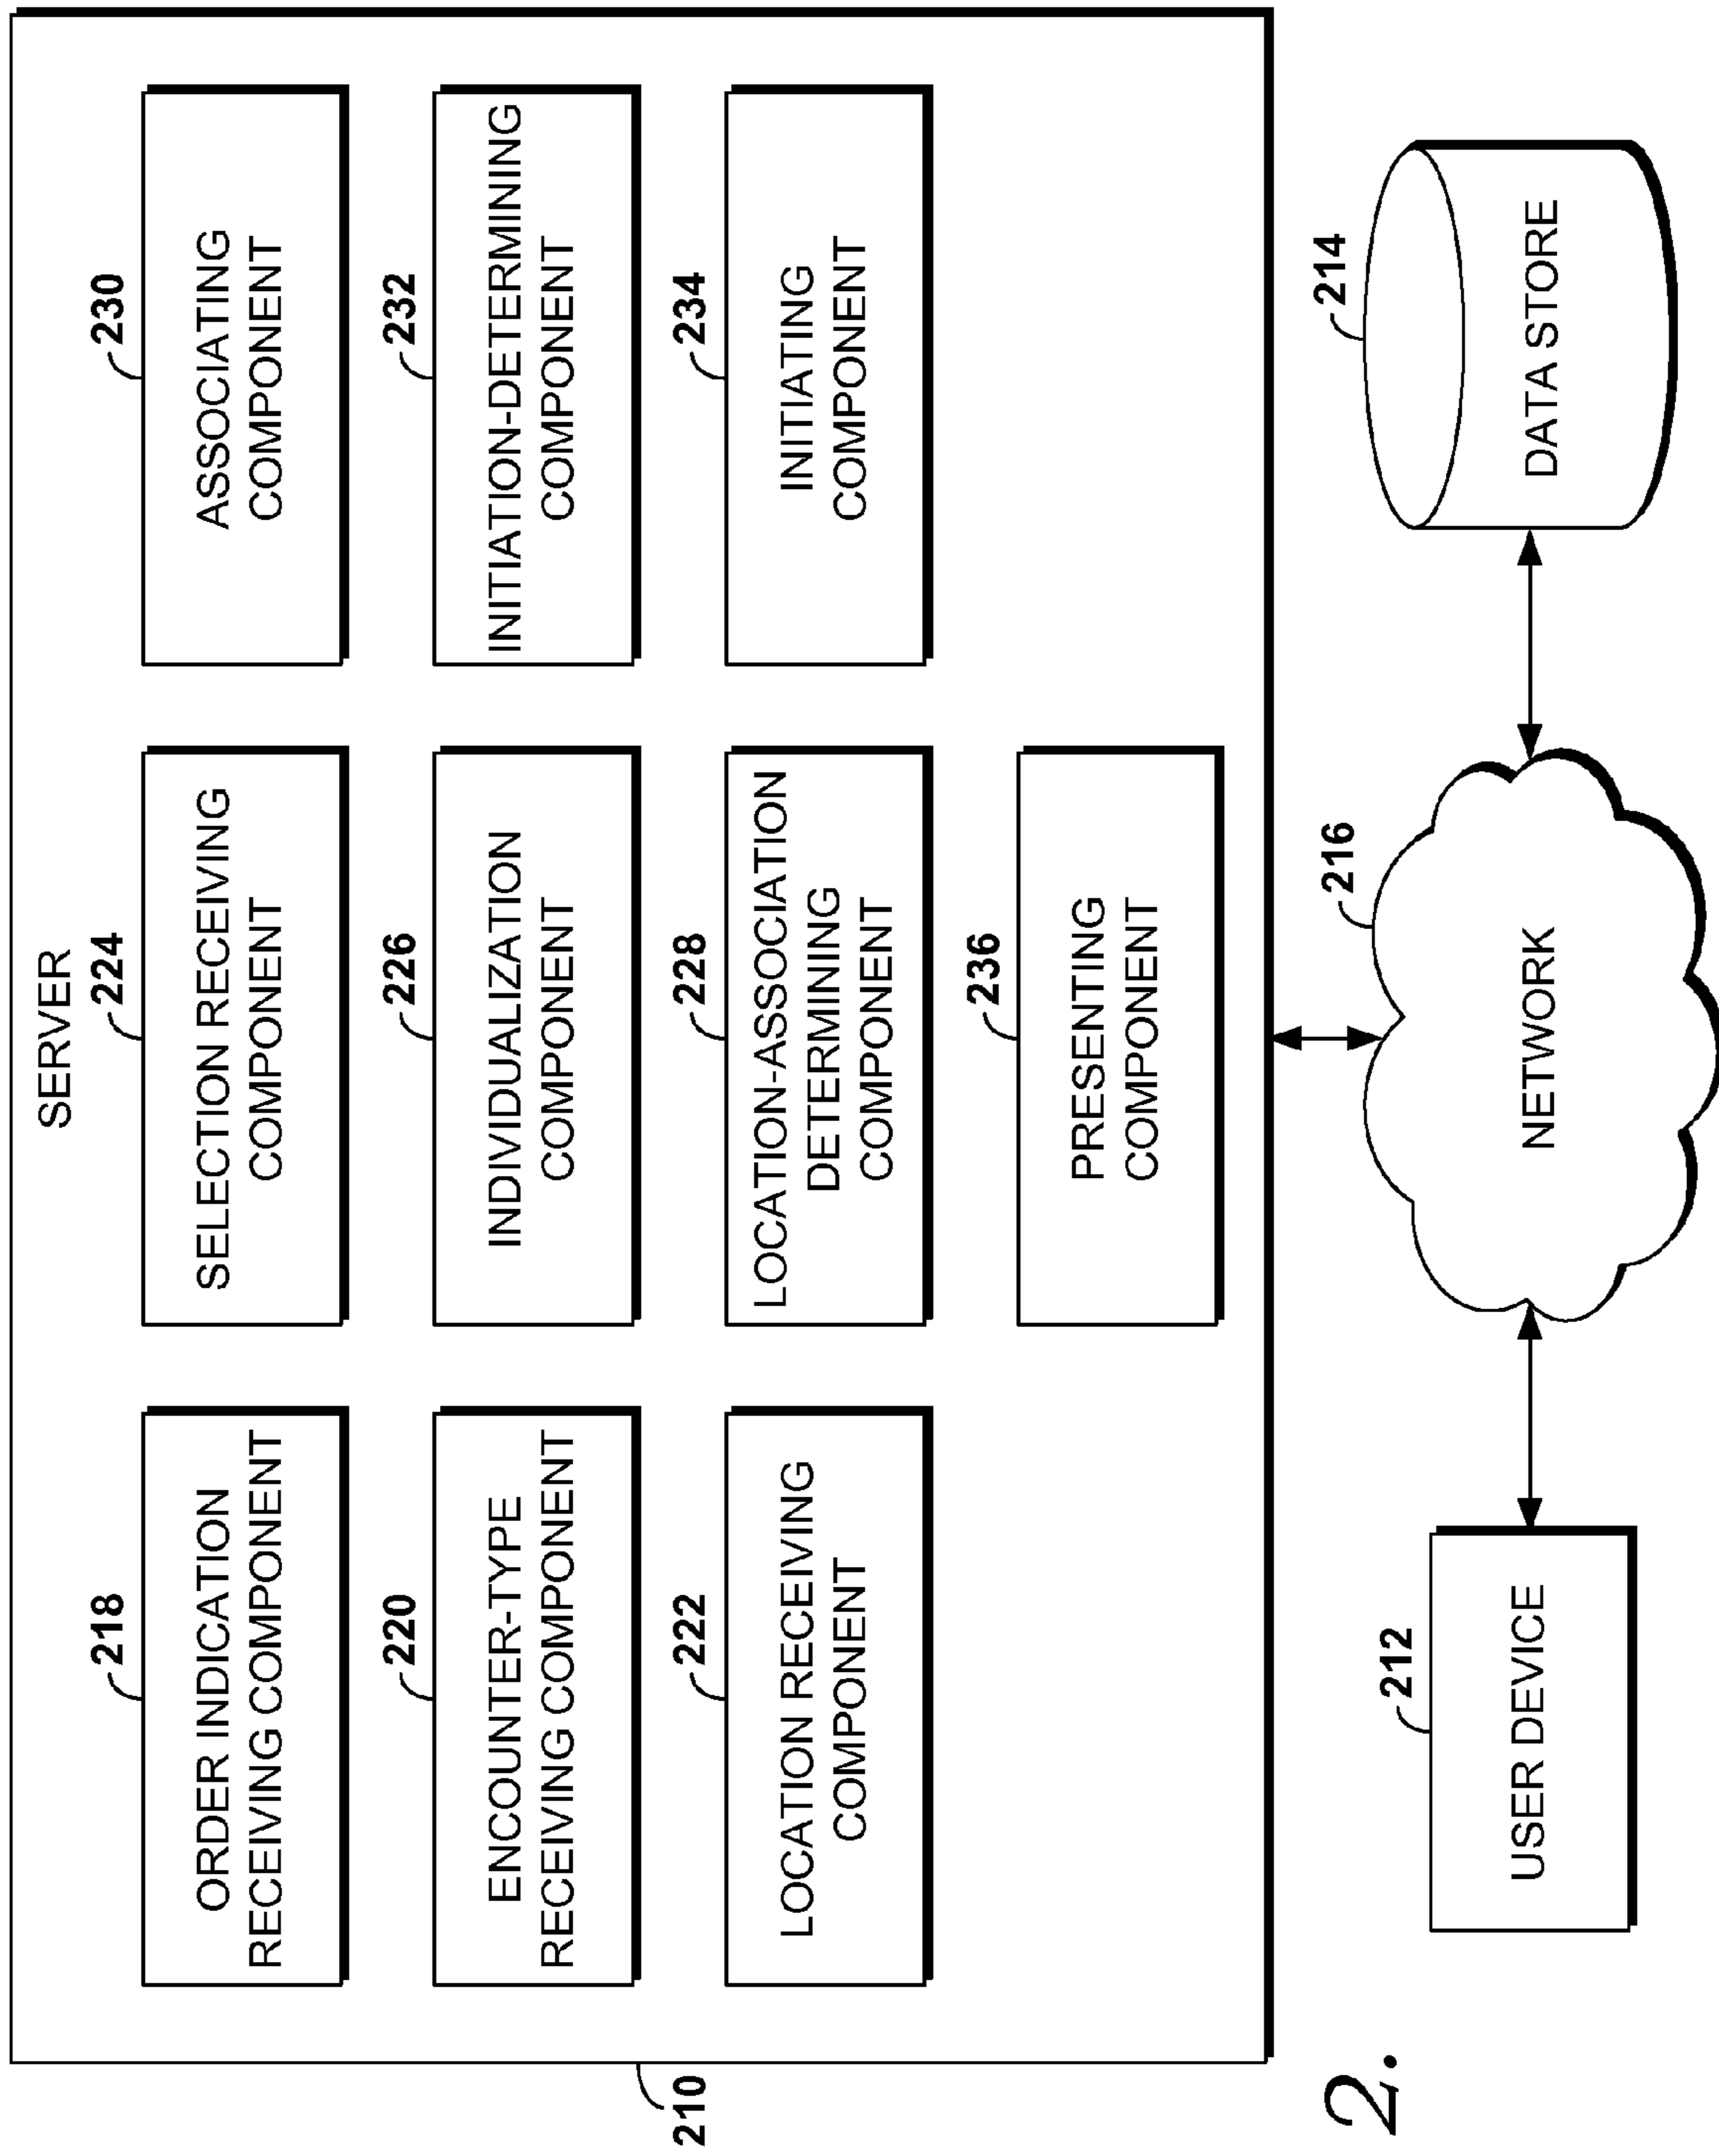 SERVER
218
ORDER INDICATION
RECEIVING COMPONENT
224
SELECTION RECEIVING
COMPONENT
230
ASSOCIATING
COMPONENT
220
ENCOUNTER-TYPE
RECEIVING COMPONENT
226
INDIVIDUALIZATION
COMPONENT
232
INITIATION-DETERMINING
COMPONENT
210
222
LOCATION RECEIVING
COMPONENT
228
LOCATION-ASSOCIATION
DETERMINING
COMPONENT
234
INITIATING
COMPONENT
236
PRESENTING
COMPONENT
212
USER DEVICE
216
NETWORK
214
DATA STORE
2.